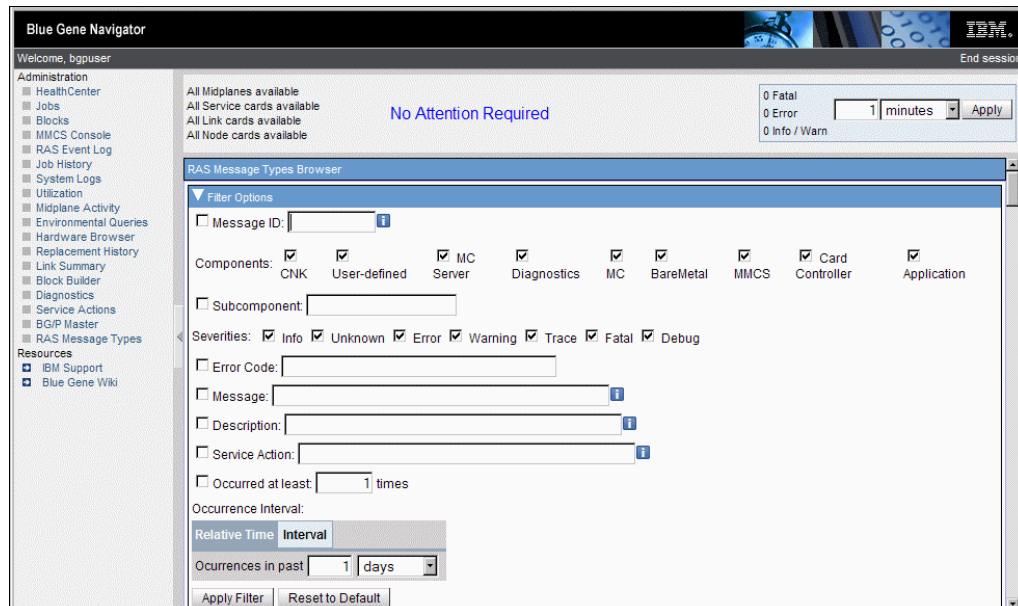 Blue Gene Navigator
IBM.
Welcome, bgpuser
End session
Administration
HealthCenter
Jobs
Blocks
MMCS Console
RAS Event Log
Job History
System Logs
Utilization
Midplane Activity
Environmental Queries
Hardware Browser
Replacement History
Link Summary
Block Builder
Diagnostics
Service Actions
BG/P Master
RAS Message Types
Resources
IBM Support
Blue Gene Wiki
All Midplanes available
All Service cards available
All Link cards available
All Node cards available
No Attention Required
0 Fatal
0 Error
0 Info / Warn
1 minutes Apply
RAS Message Types Browser
Filter Options
Message ID:
Components: CNK User-defined MC Server Diagnostics MC BareMetal MMCS Card Controller Application
Subcomponent:
Severities: Info Unknown Error Warning Trace Fatal Debug
Error Code:
Message:
Description:
Service Action:
Occurred at least: 1 times
Occurrence Interval:
Relative Time Interval
Ocurrences in past 1 days
Apply Filter Reset to Default